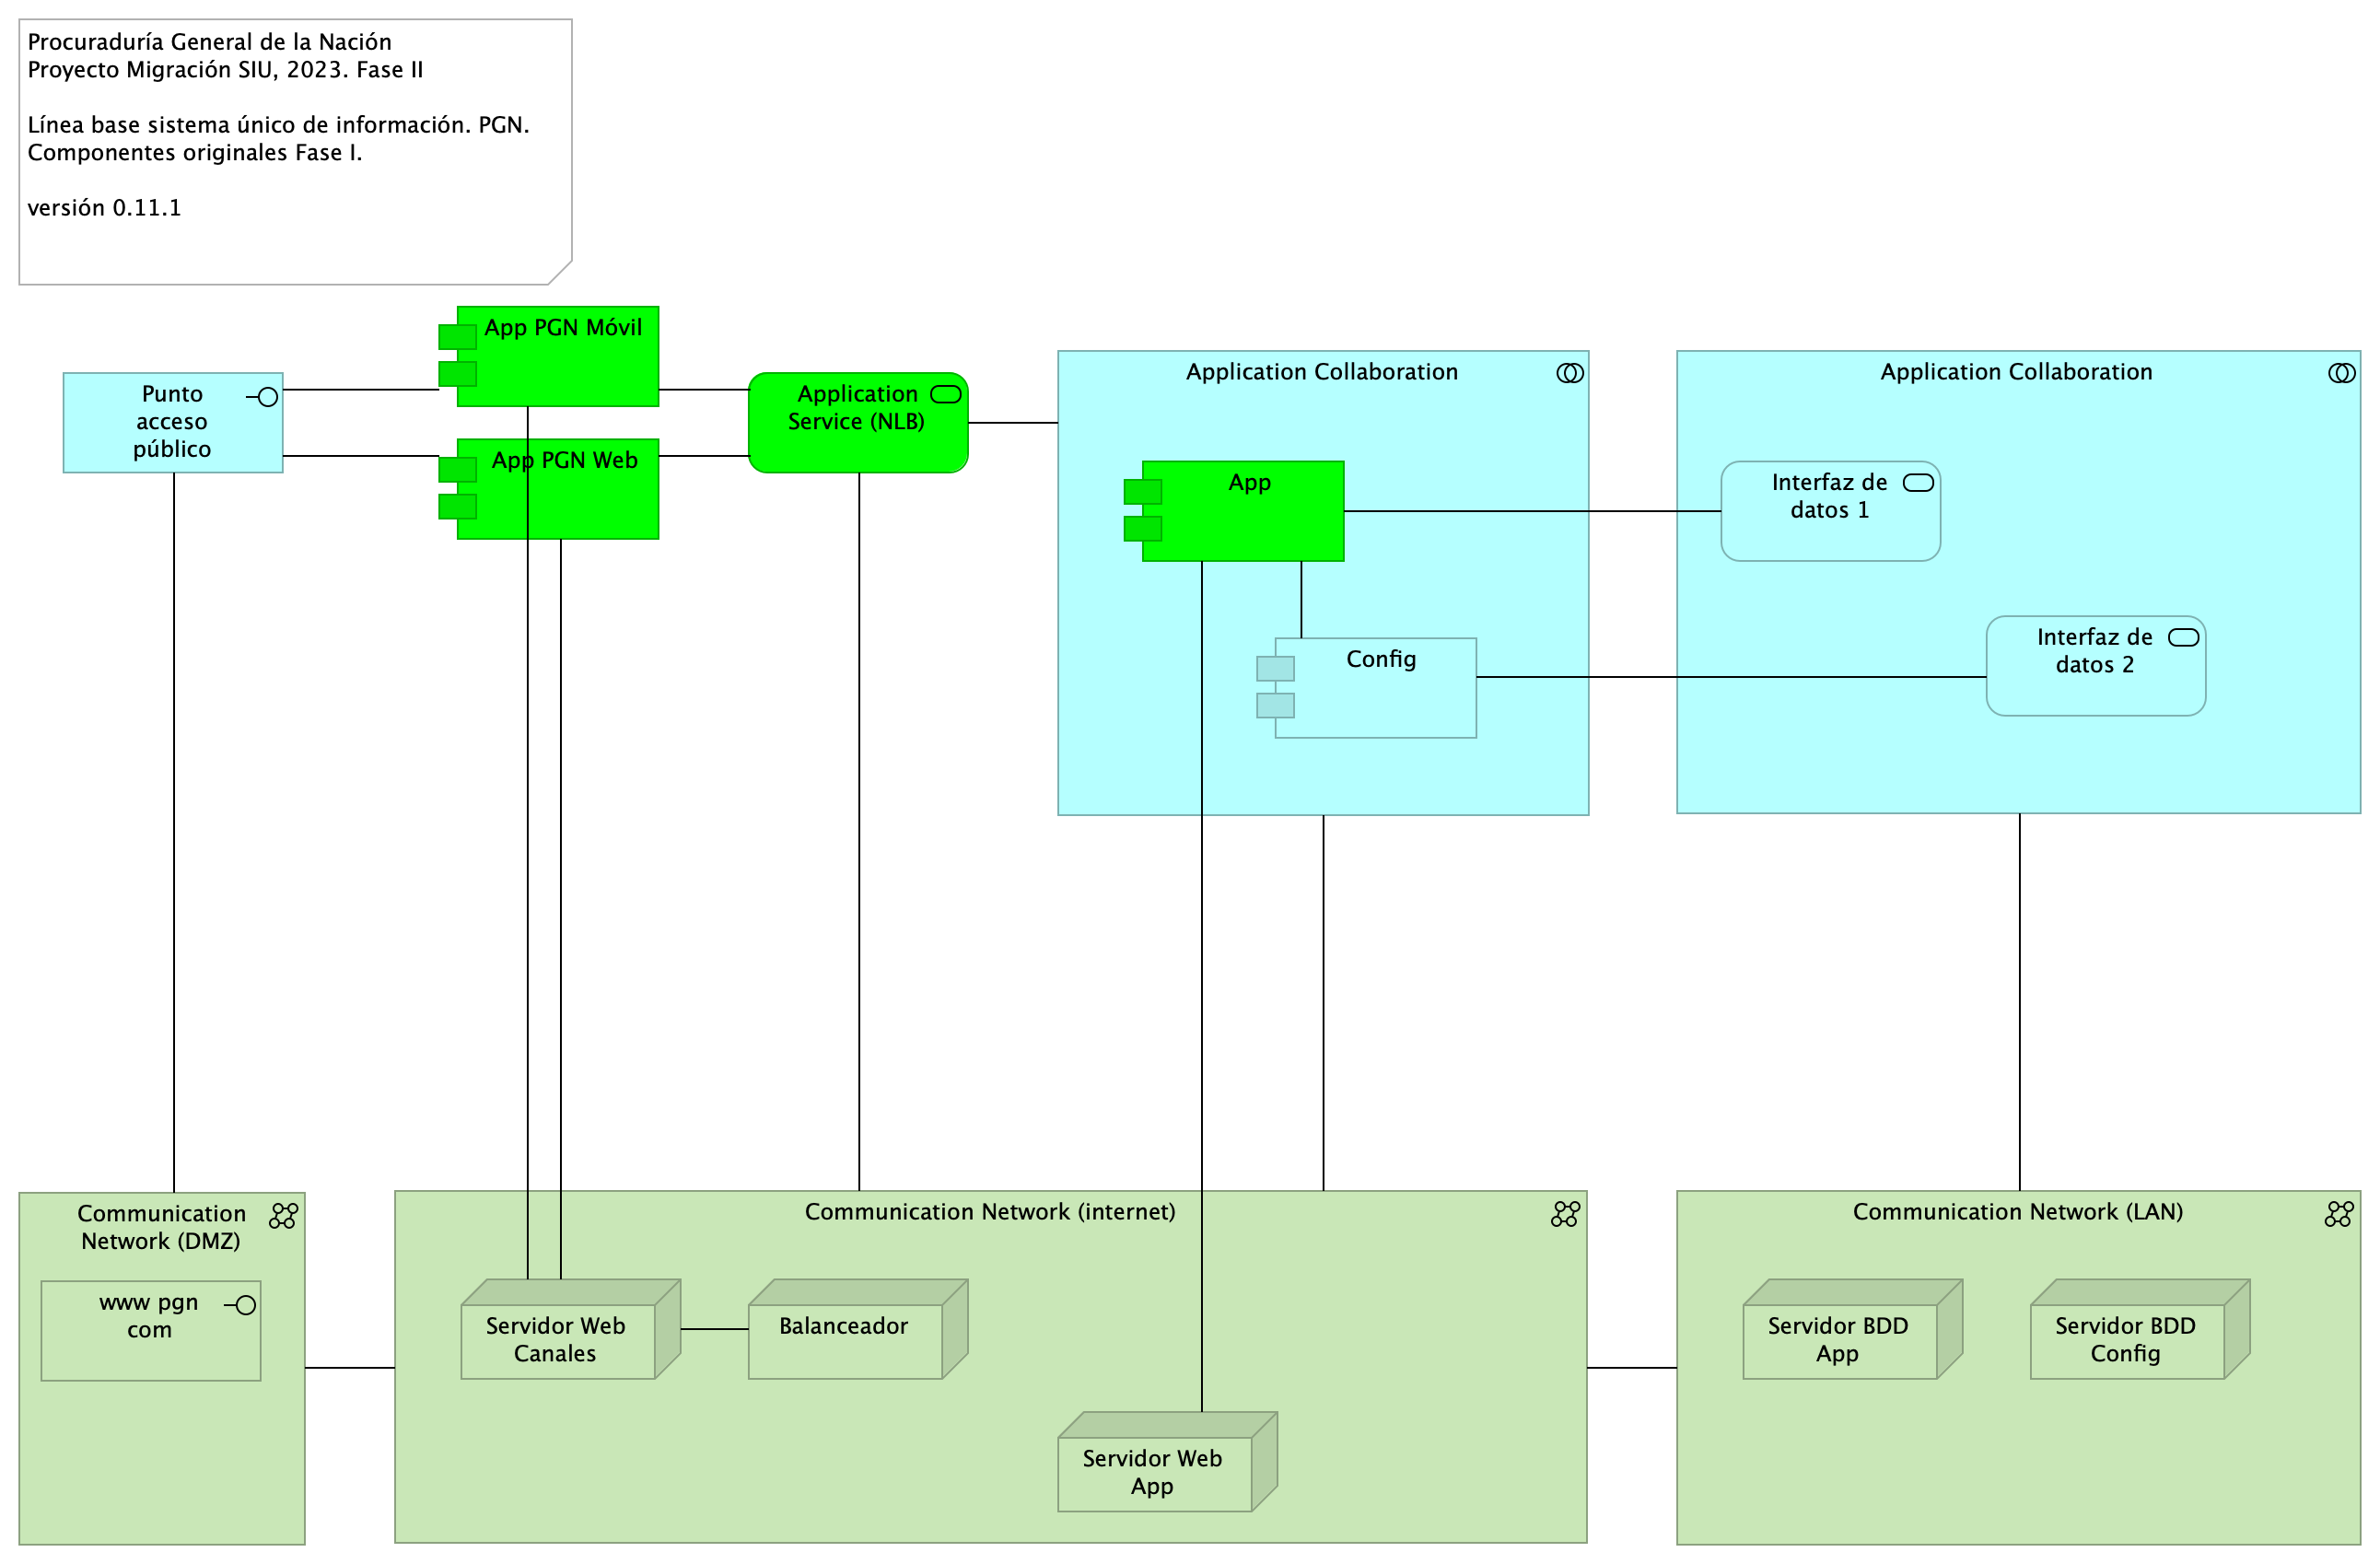 Procuraduría General de la Nación
Proyecto Migración SIU, 2023. Fase II
Línea base sistema único de información. PGN.
Componentes originales Fase I.
versión 0.11.1
App PGN Móvil
Punto
acceso
público
App PGN Web
Application
Service (NLB)
Application Collaboration
App
Config
Application Collaboration
Interfaz de
datos 1
Interfaz de
datos 2
Communication
Network (DMZ)
www pgn
com
Communication Network (internet)
Servidor Web
Canales
Balanceador
Servidor Web
App
Communication Network (LAN)
Servidor BDD
App
Servidor BDD
Config